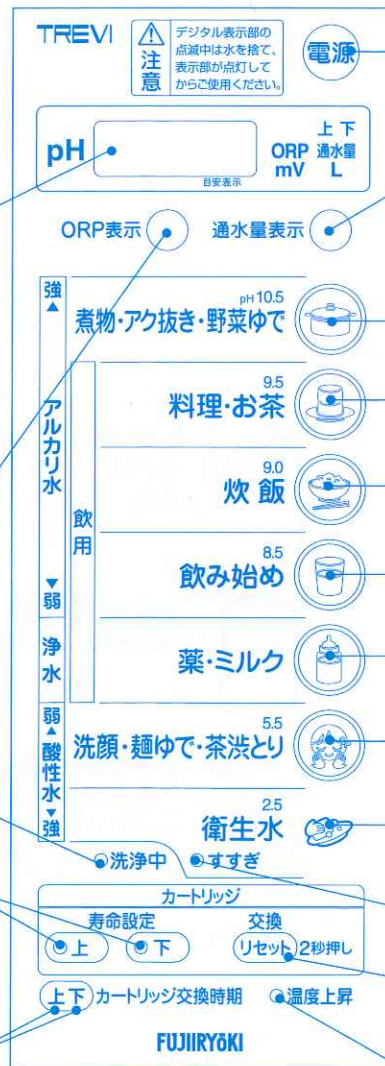 TREVI
注意
デジタル表示部の
点滅中は水を捨て、
表示部が点灯して
からご使用ください。
電源
pH
目安表示
上 下
ORP 通水量
mV L
ORP表示
通水量表示
強
アルカリ水
弱
浄水
弱
酸性水
強
飲用
pH10.5
煮物・アク抜き・野菜ゆで
9.5
料理・お茶
9.0
炊飯
8.5
飲み始め
薬・ミルク
5.5
洗顔・麺ゆで・茶渋とり
2.5
衛生水
洗浄中
すすぎ
カートリッジ
寿命設定
交換
上
下
リセット 2秒押し
上下 カートリッジ交換時期
温度上昇
FUJIIRYōKI